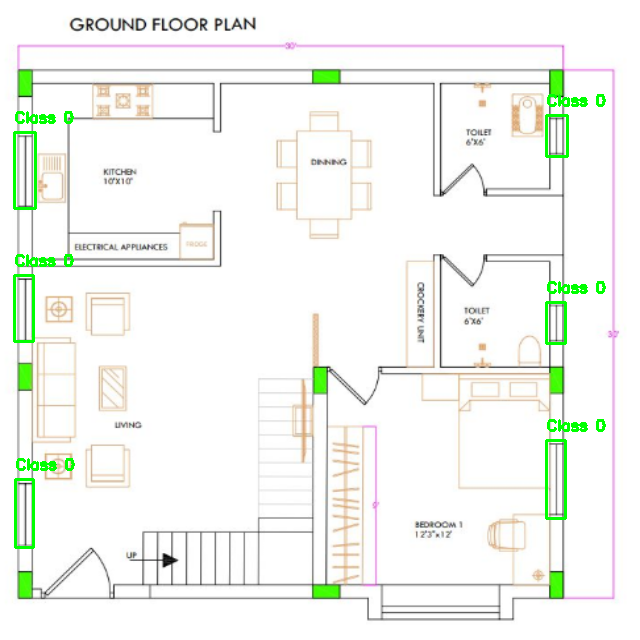 GROUND FLOOR PLAN
30'
Class 0
Class 0
TOILET
6'X6'
DINNING
KITCHEN
10'X10'
ELECTRICAL APPLIANCES
FRIDGE
Class 0
Class 0
CROCKERY UNIT
TOILET
6'X6'
30'
LIVING
Class 0
Class 0
BEDROOM 1
12'3"x12'
UP